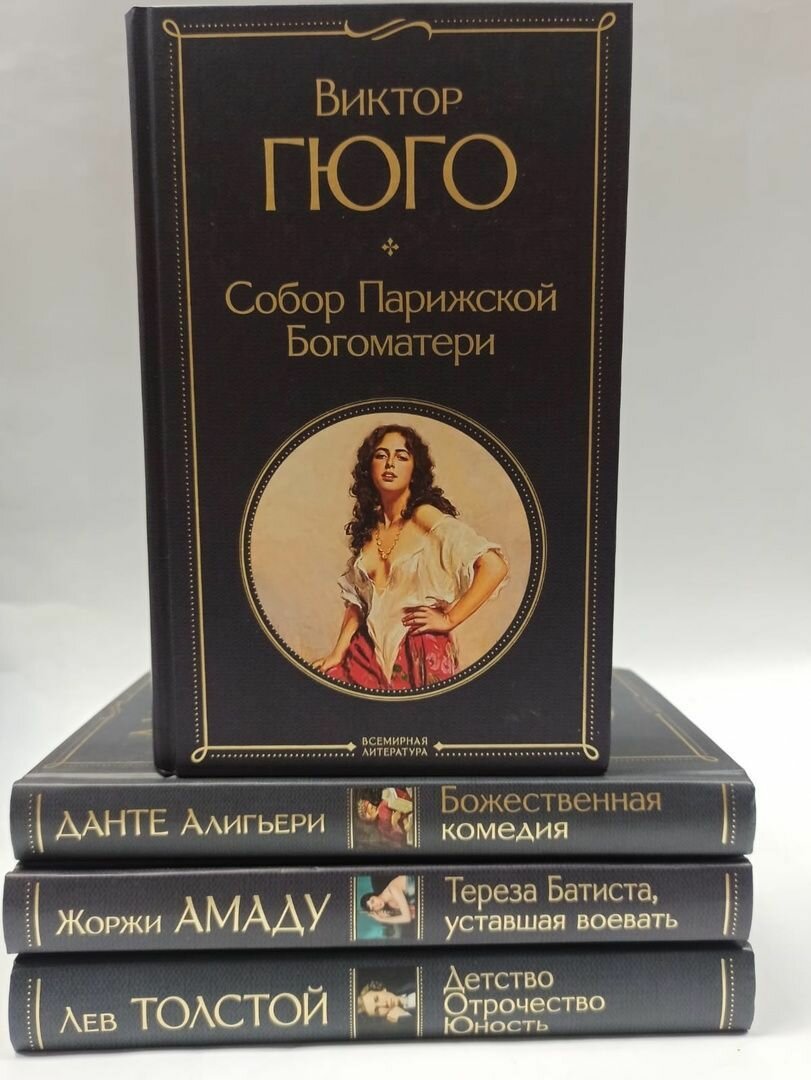 Виктор
ГЮГО
Собор Парижской
Богоматери
ВСЕМИРНАЯ
ЛИТЕРАТУРА
ДАНТЕ Алигьери
Божественная
комедия
Жоржи АМАДУ
Тереза Батиста,
уставшая воевать
Лев ТОЛСТОЙ
Детство
Отрочество
Юность